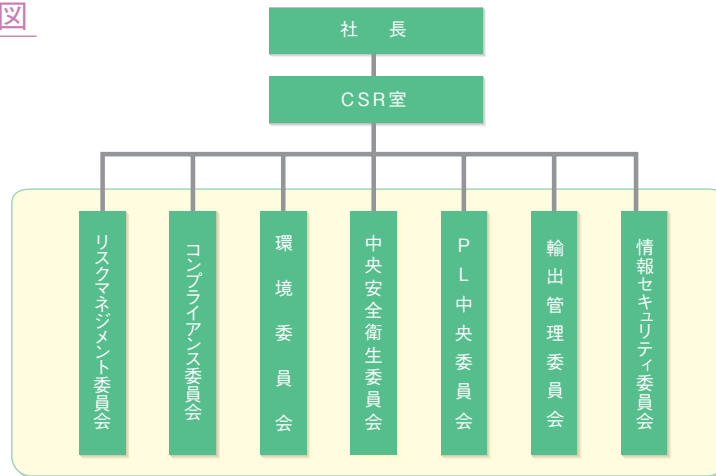 図
社　長
CSR室
リスクマネジメント委員会
コンプライアンス委員会
環境委員会
中央安全衛生委員会
PL中央委員会
輸出管理委員会
情報セキュリティ委員会